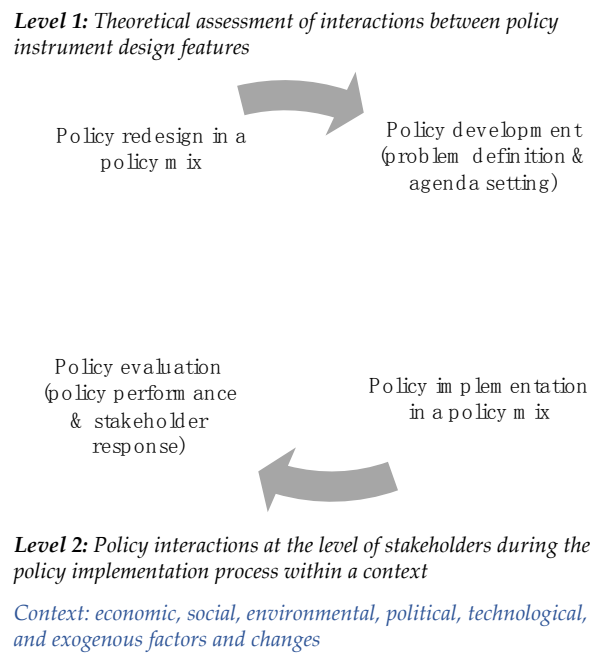 Level 1: Theoretical assessment of interactions between policy
instrument design features
Policy redesign in a
policy mix
Policy development
(problem definition &
agenda setting)
Policy evaluation
(policy performance
& stakeholder
response)
Policy implementation
in a policy mix
Level 2: Policy interactions at the level of stakeholders during the
policy implementation process within a context
Context: economic, social, environmental, political, technological,
and exogenous factors and changes